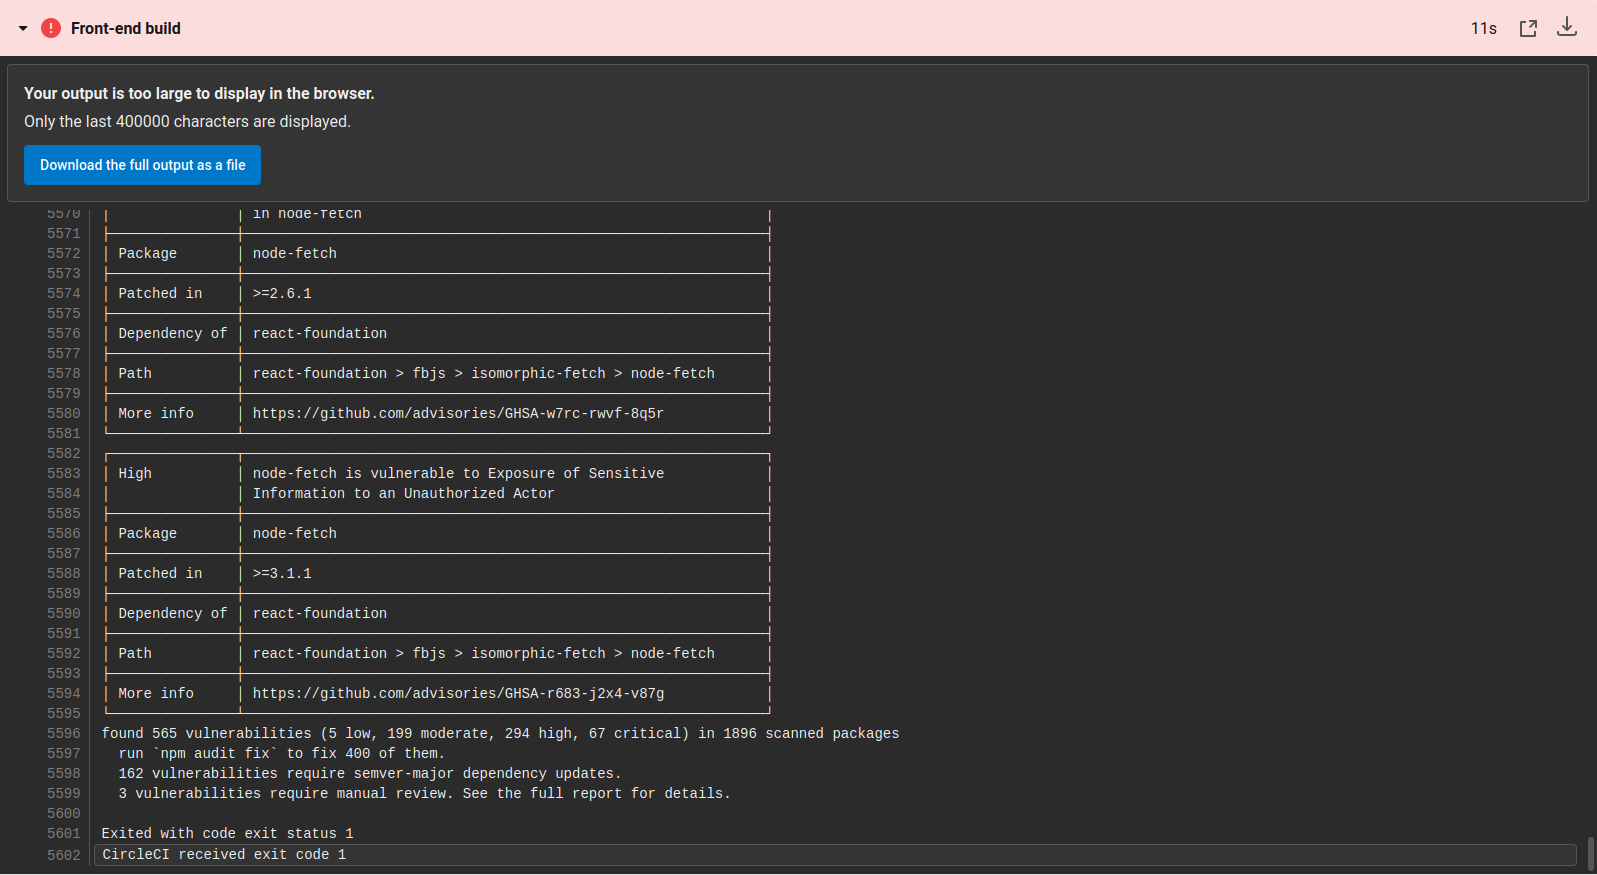 Front-end build 11s
Your output is too large to display in the browser.
Only the last 400000 characters are displayed.
Download the full output as a file
5570 │ │ in node-fetch │
5571
5572 │ Package │ node-fetch │
5573
5574 │ Patched in │ >=2.6.1 │
5575
5576 │ Dependency of │ react-foundation │
5577
5578 │ Path │ react-foundation > fbjs > isomorphic-fetch > node-fetch │
5579
5580 │ More info │ https://github.com/advisories/GHSA-w7rc-rwvf-8q5r │
5581
5582
5583 │ High │ node-fetch is vulnerable to Exposure of Sensitive │
5584 │ │ Information to an Unauthorized Actor │
5585
5586 │ Package │ node-fetch │
5587
5588 │ Patched in │ >=3.1.1 │
5589
5590 │ Dependency of │ react-foundation │
5591
5592 │ Path │ react-foundation > fbjs > isomorphic-fetch > node-fetch │
5593
5594 │ More info │ https://github.com/advisories/GHSA-r683-j2x4-v87g │
5595
5596 found 565 vulnerabilities (5 low, 199 moderate, 294 high, 67 critical) in 1896 scanned packages
5597 run `npm audit fix` to fix 400 of them.
5598 162 vulnerabilities require semver-major dependency updates.
5599 3 vulnerabilities require manual review. See the full report for details.
5600
5601 Exited with code exit status 1
5602 CircleCI received exit code 1